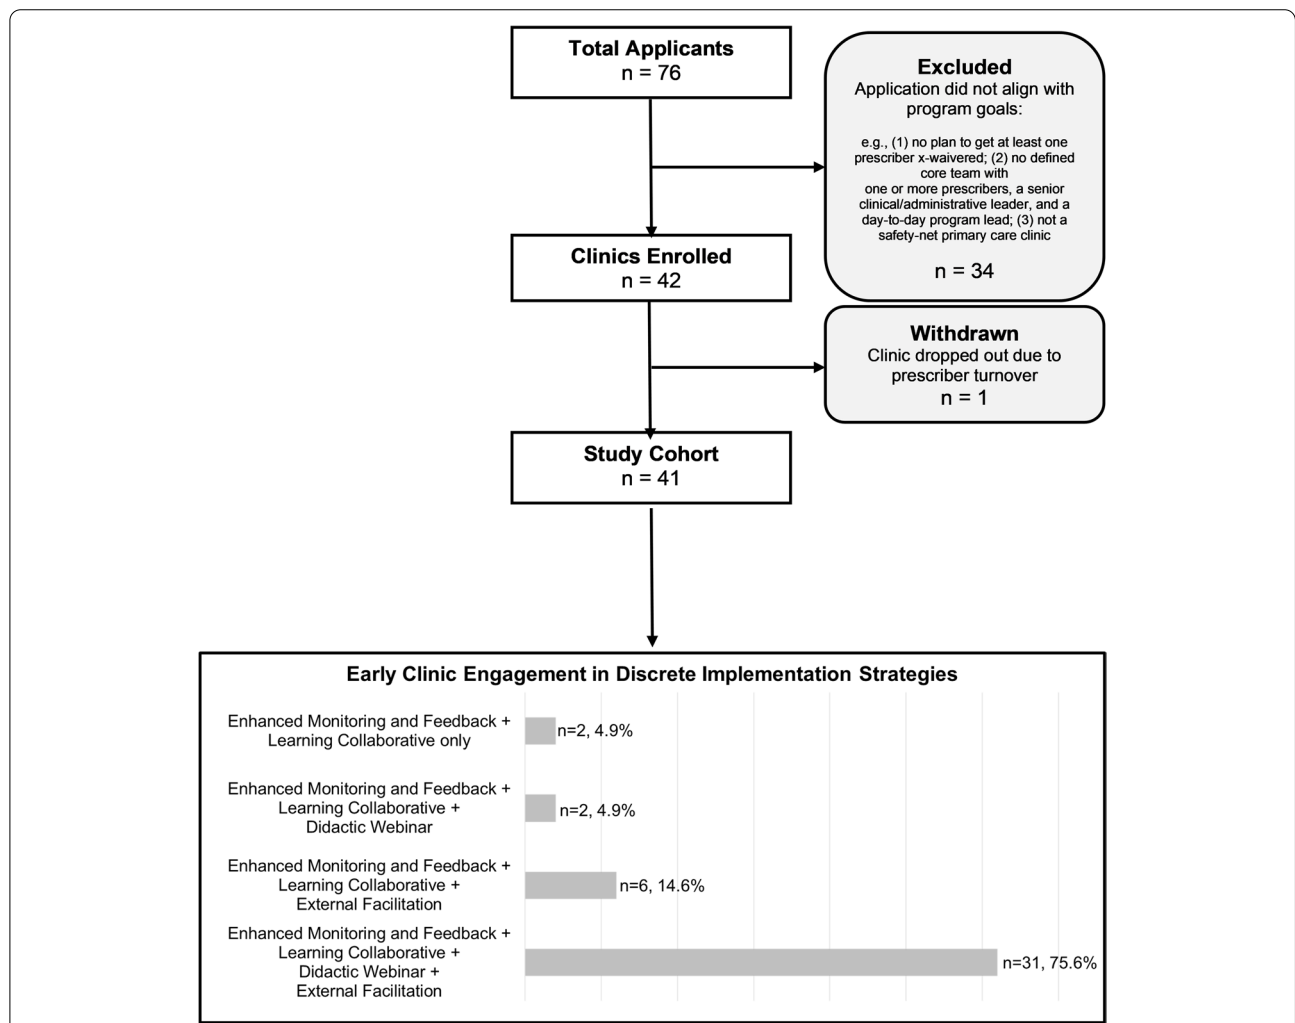 Total Applicants
n = 76
Excluded
Application did not align with
program goals:
e.g., (1) no plan to get at least one
prescriber x-waivered; (2) no defined
core team with
one or more prescribers, a senior
clinical/administrative leader, and a
day-to-day program lead; (3) not a
safety-net primary care clinic
n = 34
Clinics Enrolled
n = 42
Withdrawn
Clinic dropped out due to
prescriber turnover
n = 1
Study Cohort
n = 41
Early Clinic Engagement in Discrete Implementation Strategies
Enhanced Monitoring and Feedback +
Learning Collaborative only
n=2, 4.9%
Enhanced Monitoring and Feedback +
Learning Collaborative +
Didactic Webinar
n=2, 4.9%
Enhanced Monitoring and Feedback +
Learning Collaborative +
External Facilitation
n=6, 14.6%
Enhanced Monitoring and Feedback +
Learning Collaborative +
Didactic Webinar +
External Facilitation
n=31, 75.6%